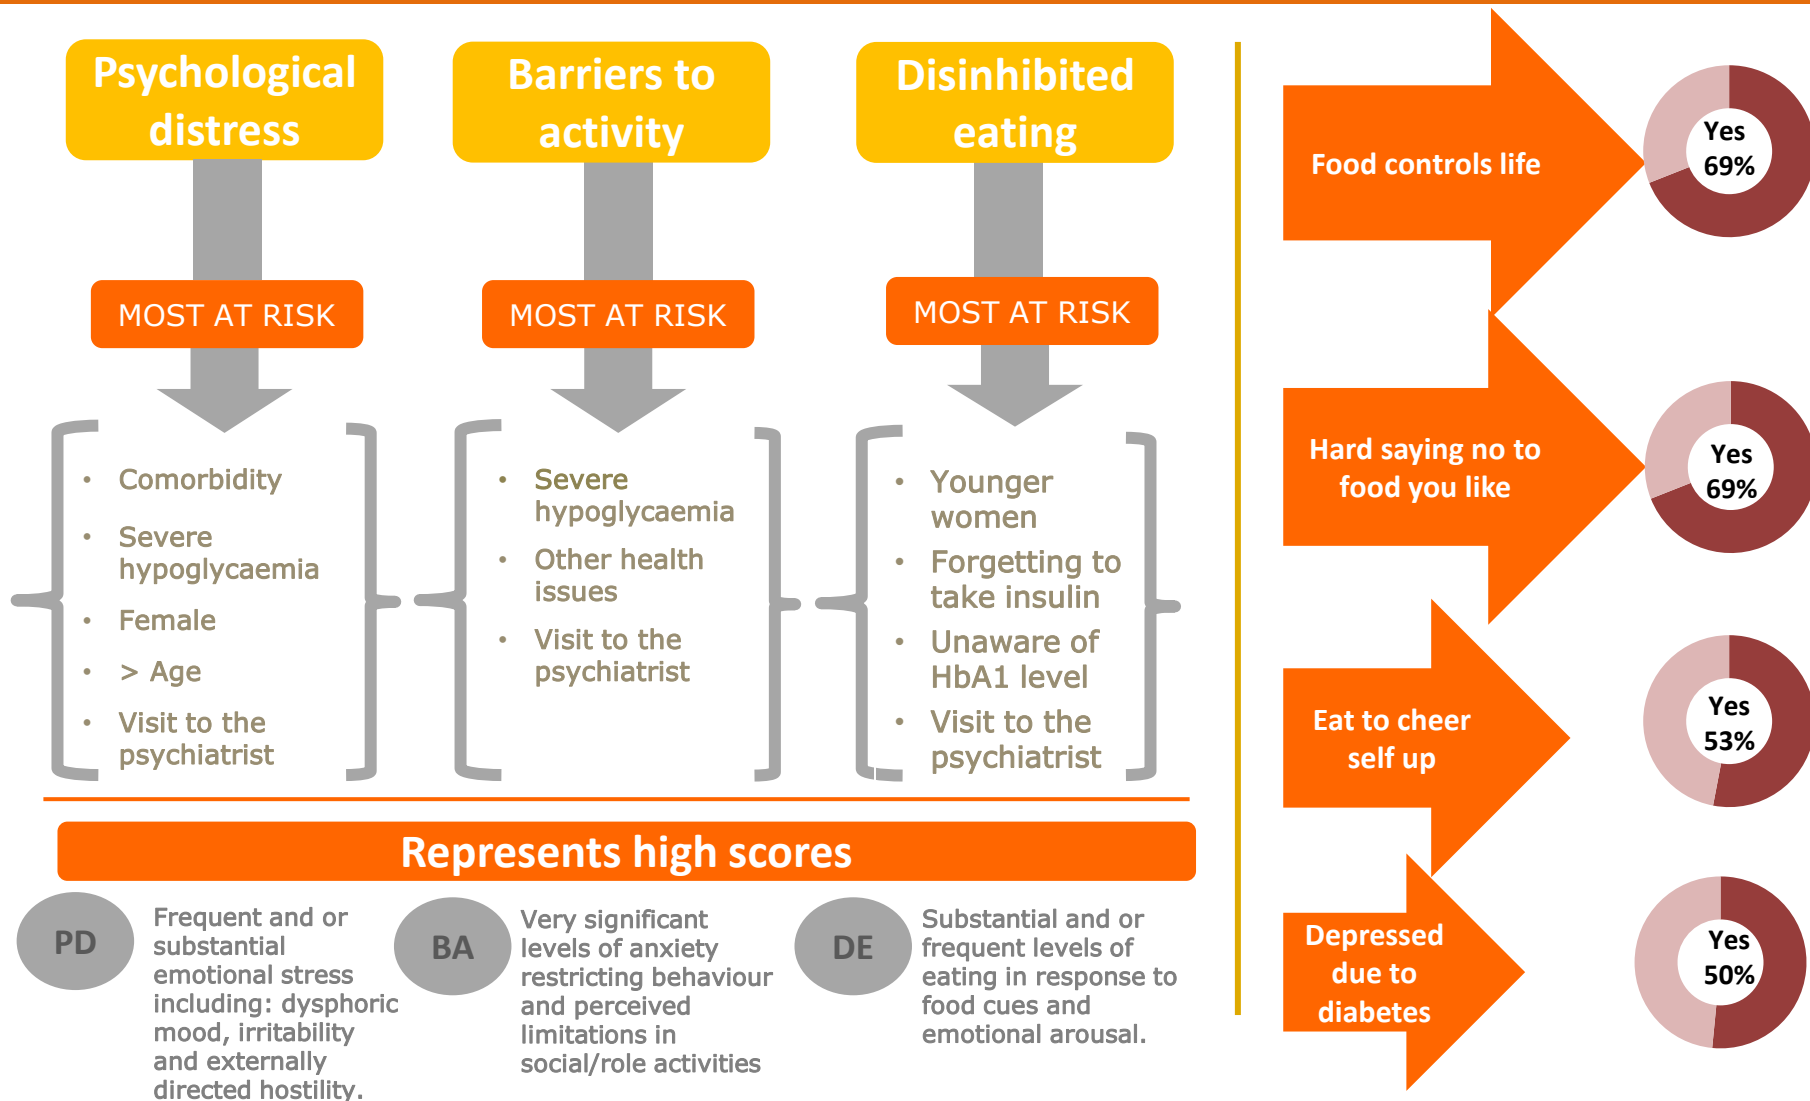 Psychological
distress
MOST AT RISK
• Comorbidity
• Severe
hypoglycaemia
• Female
• > Age
• Visit to the
psychiatrist
Barriers to
activity
MOST AT RISK
• Severe
hypoglycaemia
• Other health
issues
• Visit to the
psychiatrist
Disinhibited
eating
MOST AT RISK
• Younger
women
• Forgetting to
take insulin
• Unaware of
HbA1 level
• Visit to the
psychiatrist
Represents high scores
PD
Frequent and or
substantial
emotional stress
including: dysphoric
mood, irritability
and externally
directed hostility.
BA
Very significant
levels of anxiety
restricting behaviour
and perceived
limitations in
social/role activities
DE
Substantial and or
frequent levels of
eating in response to
food cues and
emotional arousal.
Food controls life
Yes
69%
Hard saying no to
food you like
Yes
69%
Eat to cheer
self up
Yes
53%
Depressed
due to
diabetes
Yes
50%